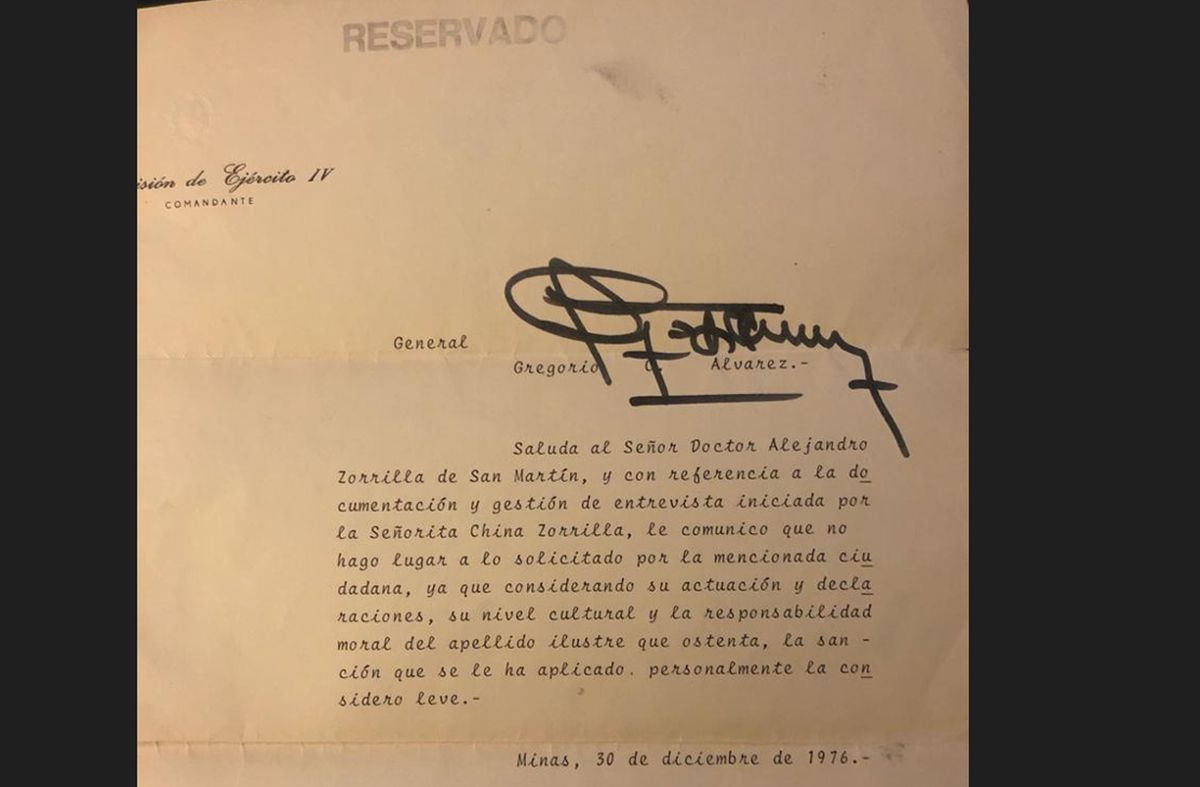 RESERVADO
isión de Ejército IV
COMANDANTE
General
Gregorio C. Alvarez.-
Saluda al Señor Doctor Alejandro
Zorrilla de San Martín, y con referencia a la do
cumentación y gestión de entrevista iniciada por
la Señorita China Zorrilla, le comunico que no
hago lugar a lo solicitado por la mencionada ciu
dadana, ya que considerando su actuación y decla
raciones, su nivel cultural y la responsabilidad
moral del apellido ilustre que ostenta, la san -
ción que se le ha aplicado. personalmente la con
sidero leve.-
Minas, 30 de diciembre de 1976.-